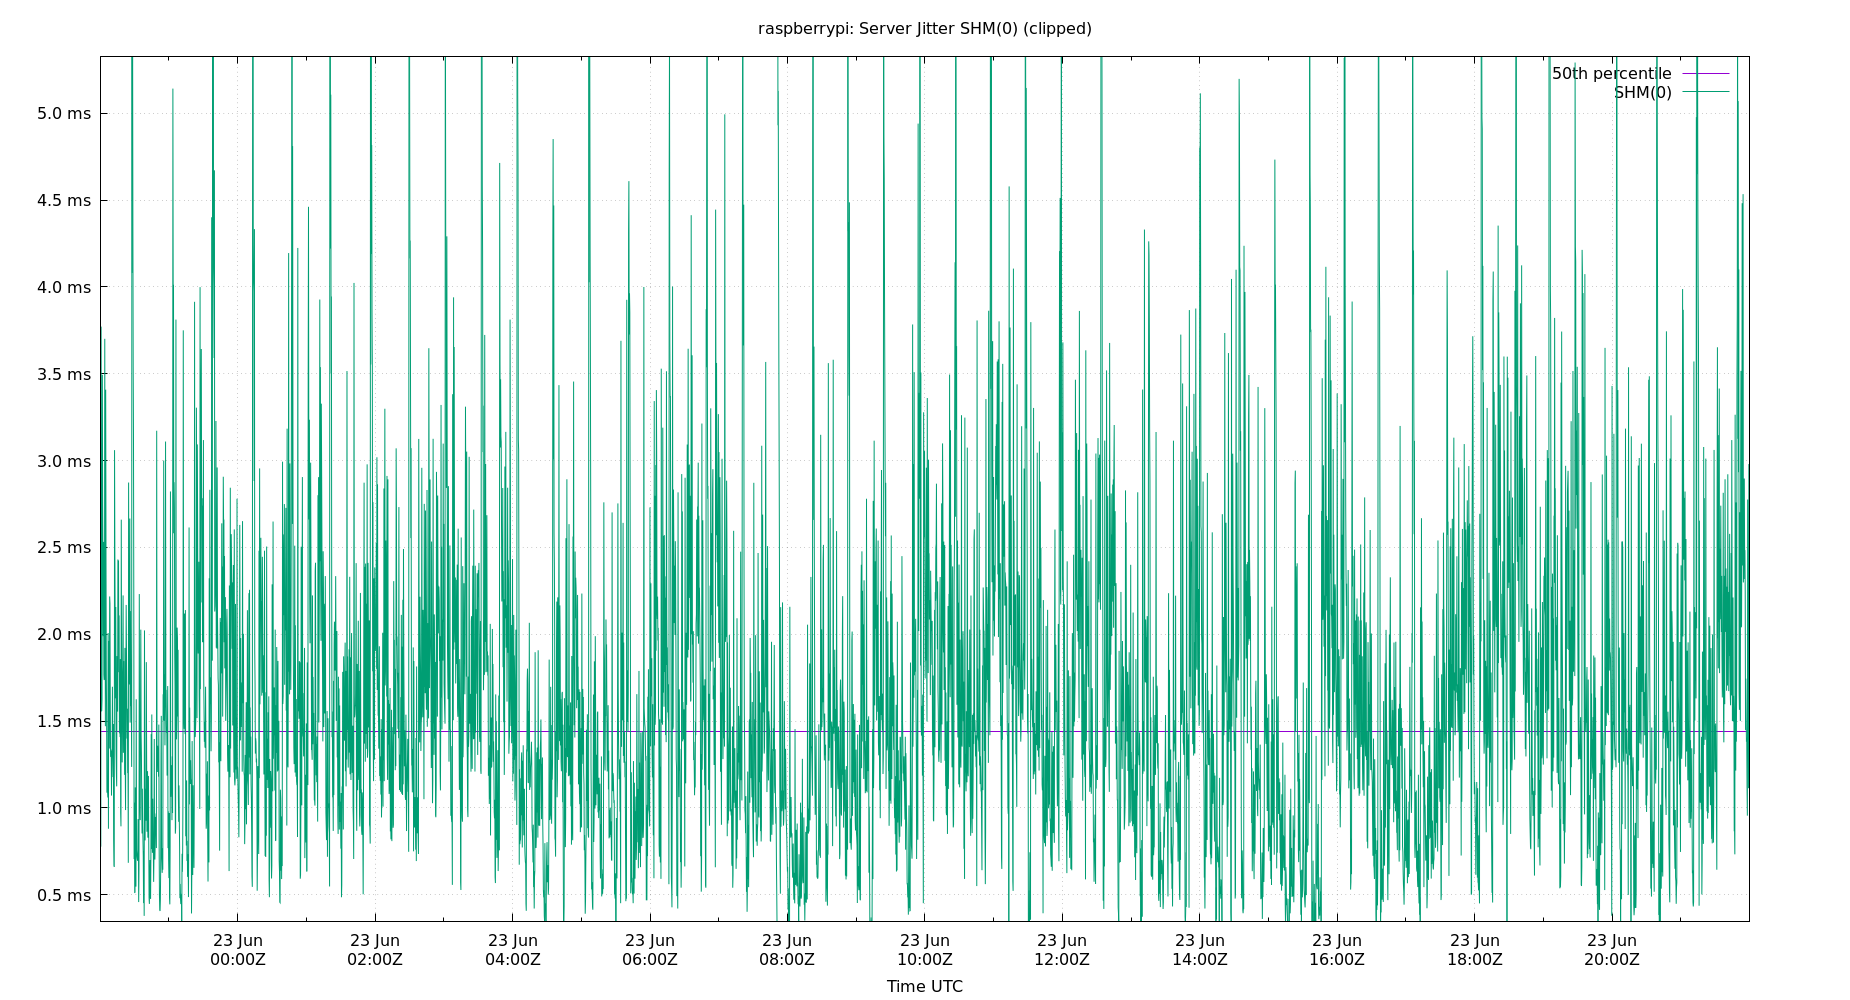 raspberrypi: Server Jitter SHM(0) (clipped)
50th percentile
SHM(0)
5.0 ms
4.5 ms
4.0 ms
3.5 ms
3.0 ms
2.5 ms
2.0 ms
1.5 ms
1.0 ms
0.5 ms
23 Jun 23 Jun 23 Jun 23 Jun 23 Jun 23 Jun 23 Jun 23 Jun 23 Jun 23 Jun 23 Jun
00:00Z 02:00Z 04:00Z 06:00Z 08:00Z 10:00Z 12:00Z 14:00Z 16:00Z 18:00Z 20:00Z
Time UTC